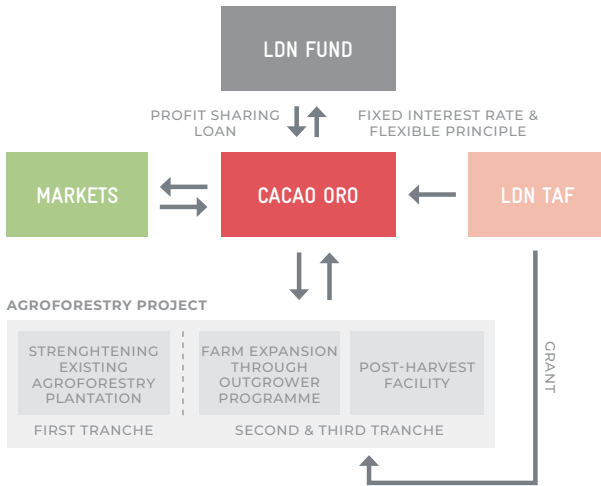 LDN FUND
PROFIT SHARING
LOAN
FIXED INTEREST RATE &
FLEXIBLE PRINCIPLE
MARKETS
CACAO ORO
LDN TAF
AGROFORESTRY PROJECT
STRENGHTENING
EXISTING
AGROFORESTRY
PLANTATION
FARM EXPANSION
THROUGH
OUTGROWER
PROGRAMME
POST-HARVEST
FACILITY
GRANT
FIRST TRANCHE
SECOND & THIRD TRANCHE